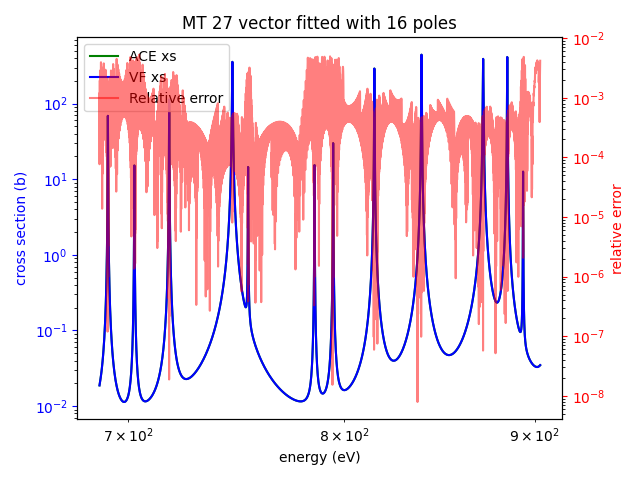 MT 27 vector fitted with 16 poles
ACE xs
VF xs
Relative error
cross section (b)
10²
10¹
10⁰
10⁻¹
10⁻²
10⁻²
10⁻³
10⁻⁴
10⁻⁵
10⁻⁶
10⁻⁷
10⁻⁸
relative error
7 × 10²
8 × 10²
9 × 10²
energy (eV)